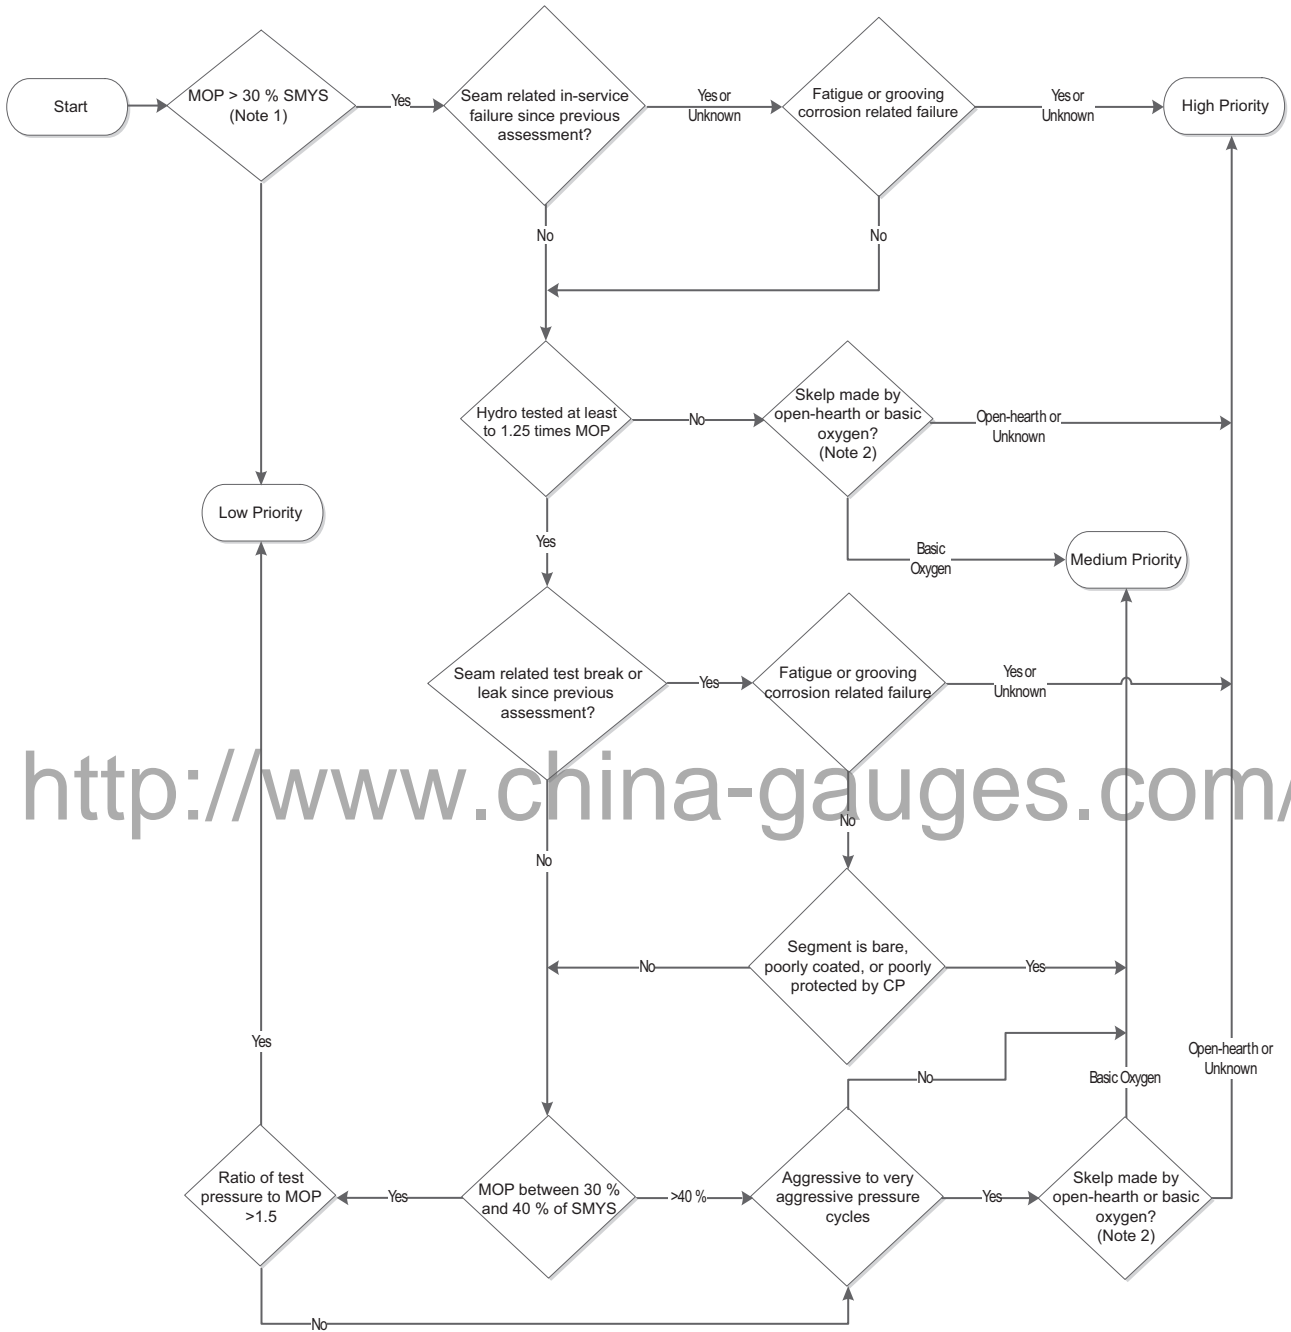 Start
MOP > 30 % SMYS
(Note 1)
Yes
Seam related in-service
failure since previous
assessment?
Yes or
Unknown
Fatigue or grooving
corrosion related failure
Yes or
Unknown
High Priority
No
No
Hydro tested at least
to 1.25 times MOP
No
Skelp made by
open-hearth or basic
oxygen?
(Note 2)
Open-hearth or
Unknown
Low Priority
Yes
Basic
Oxygen
Medium Priority
Seam related test break or
leak since previous
assessment?
Yes
Fatigue or grooving
corrosion related failure
Yes or
Unknown
http://www.china-gauges.com/
No
No
Segment is bare,
poorly coated, or poorly
protected by CP
No
Yes
Yes
No
Basic Oxygen
Open-hearth or
Unknown
Ratio of test
pressure to MOP
>1.5
Yes
MOP between 30 %
and 40 % of SMYS
>40 %
Aggressive to very
aggressive pressure
cycles
Yes
Skelp made by
open-hearth or basic
oxygen?
(Note 2)
No